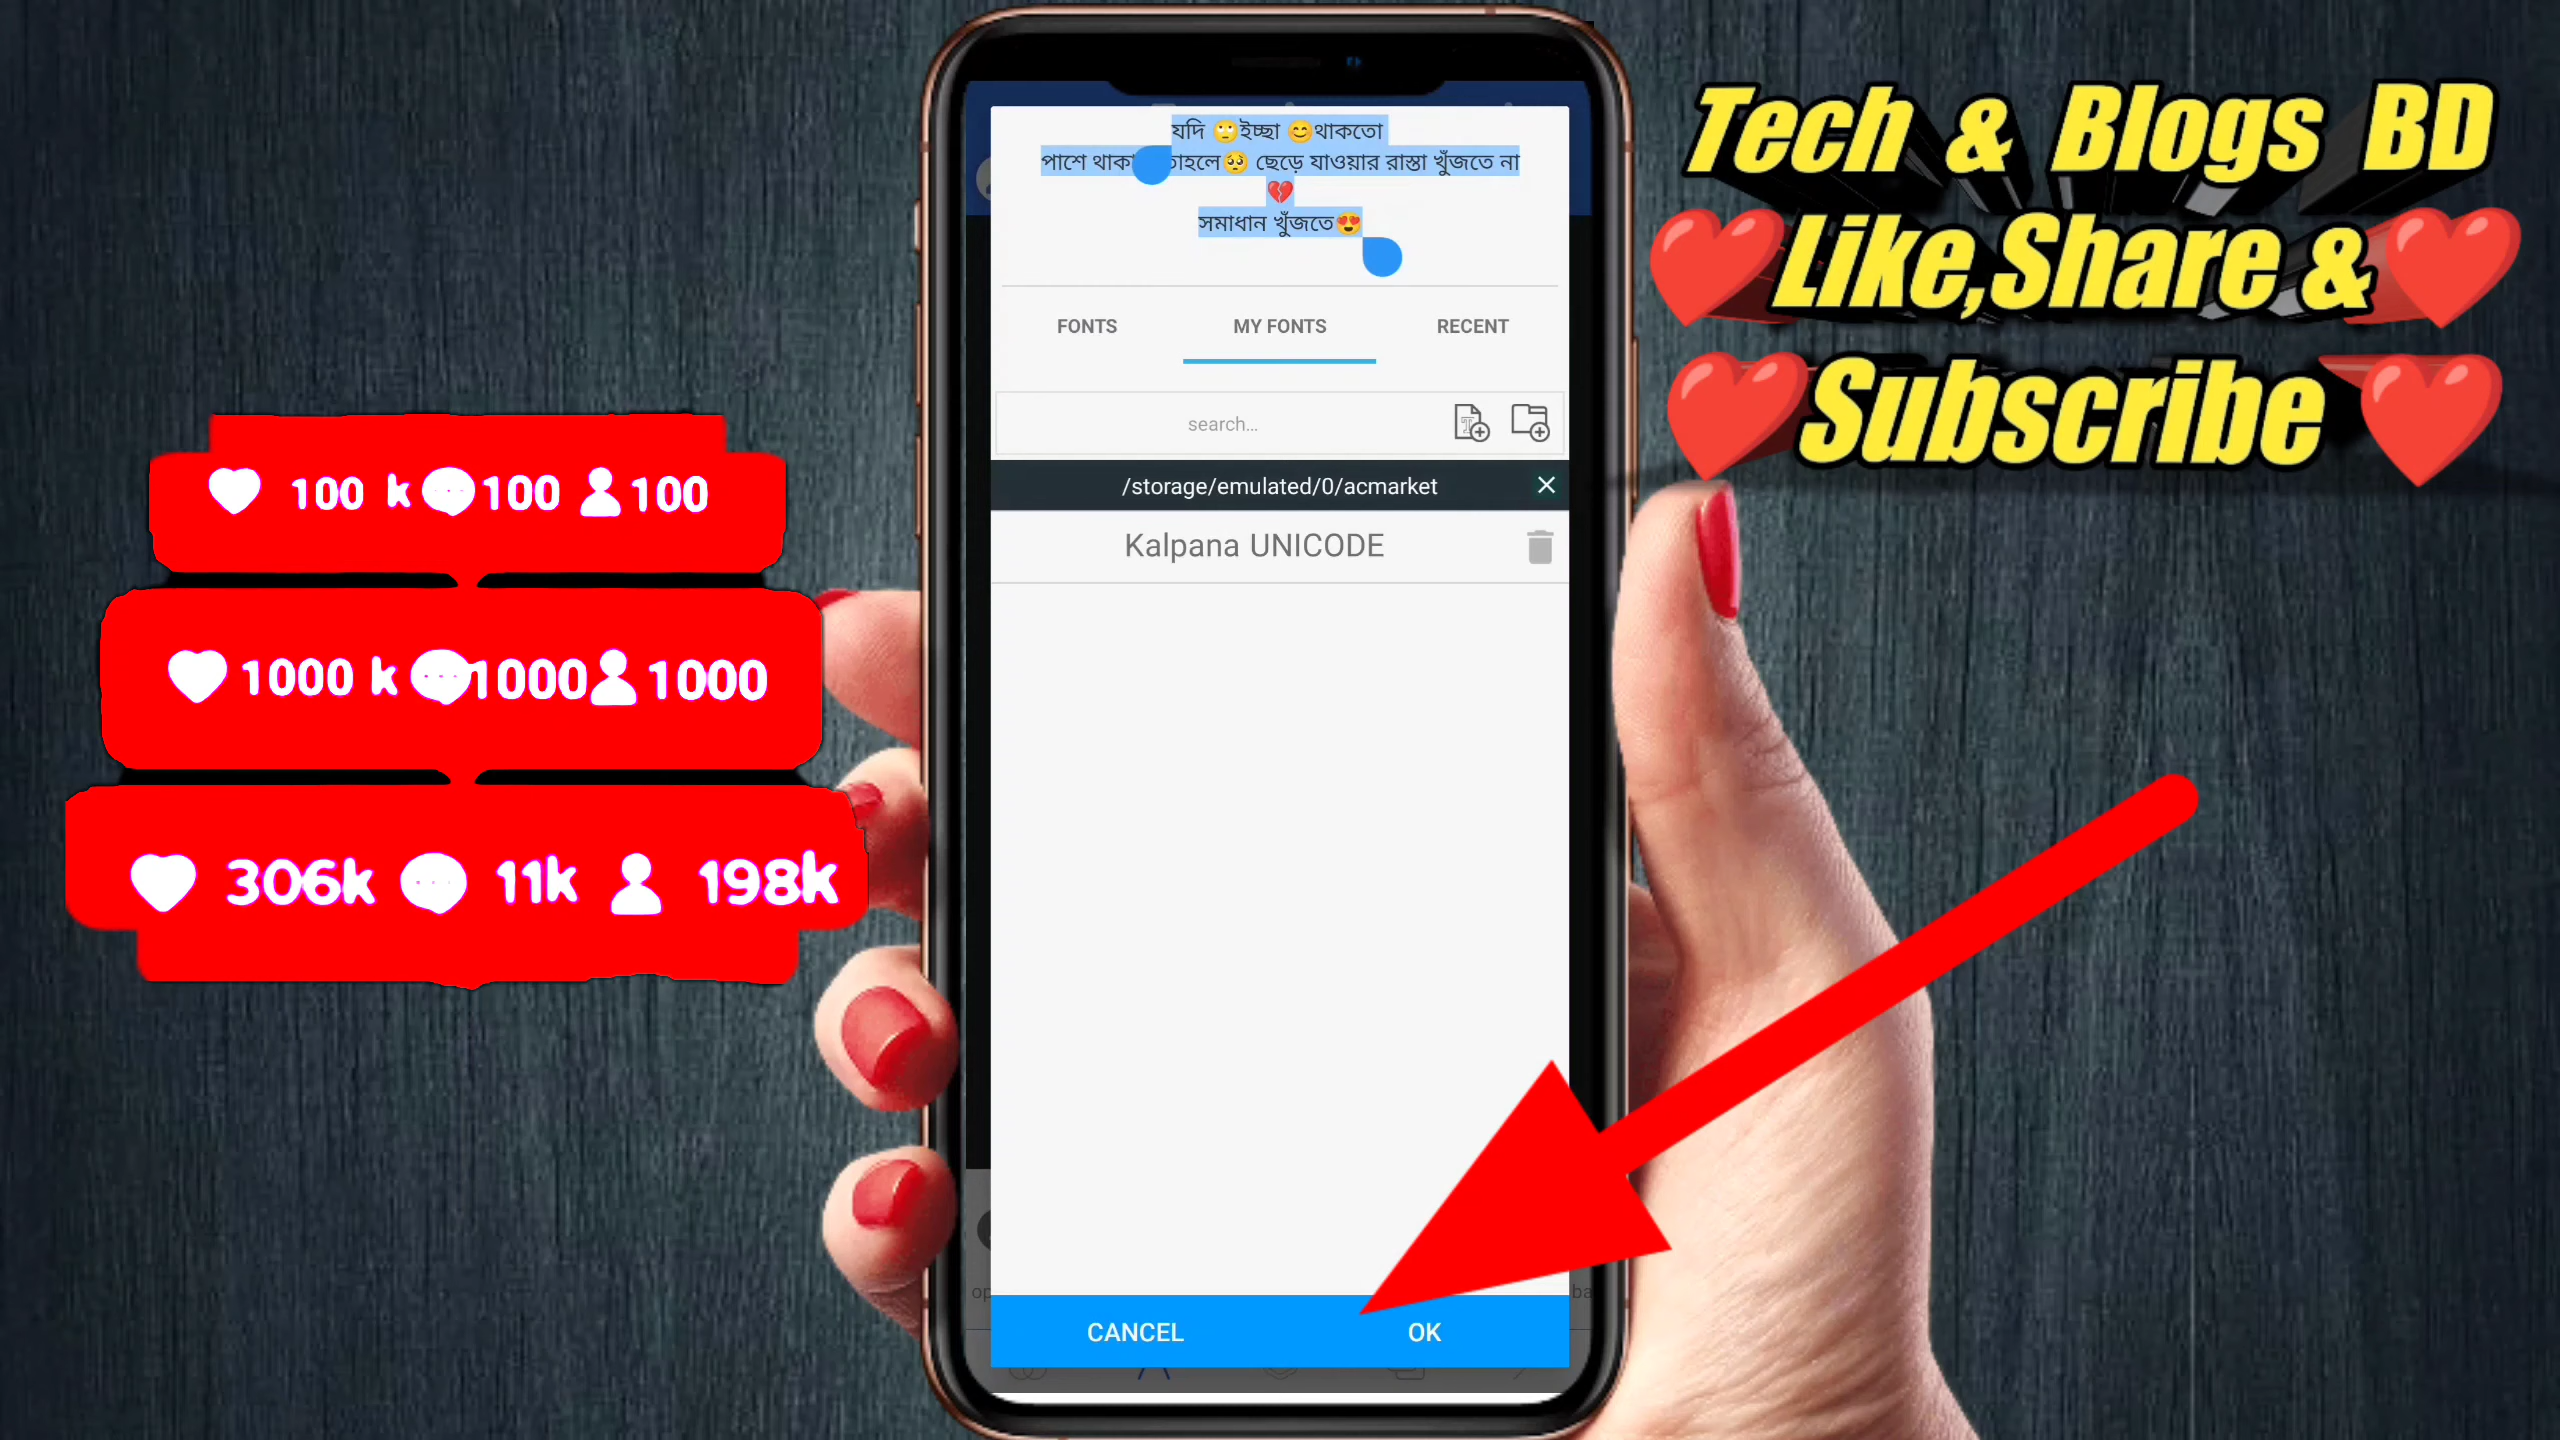 Tech & Blogs BD
❤️Like,Share &❤️
❤️Subscribe❤️
100 k 100 100
1000 k 1000 1000
306k 11k 198k
যদি 🙄ইচ্ছা 😊থাকতো
পাশে থাকা তাহলে🥺 ছেড়ে যাওয়ার রাস্তা খুঁজতে না
💔
সমাধান খুঁজতে😍
FONTS MY FONTS RECENT
search...
/storage/emulated/0/acmarket
Kalpana UNICODE
CANCEL OK